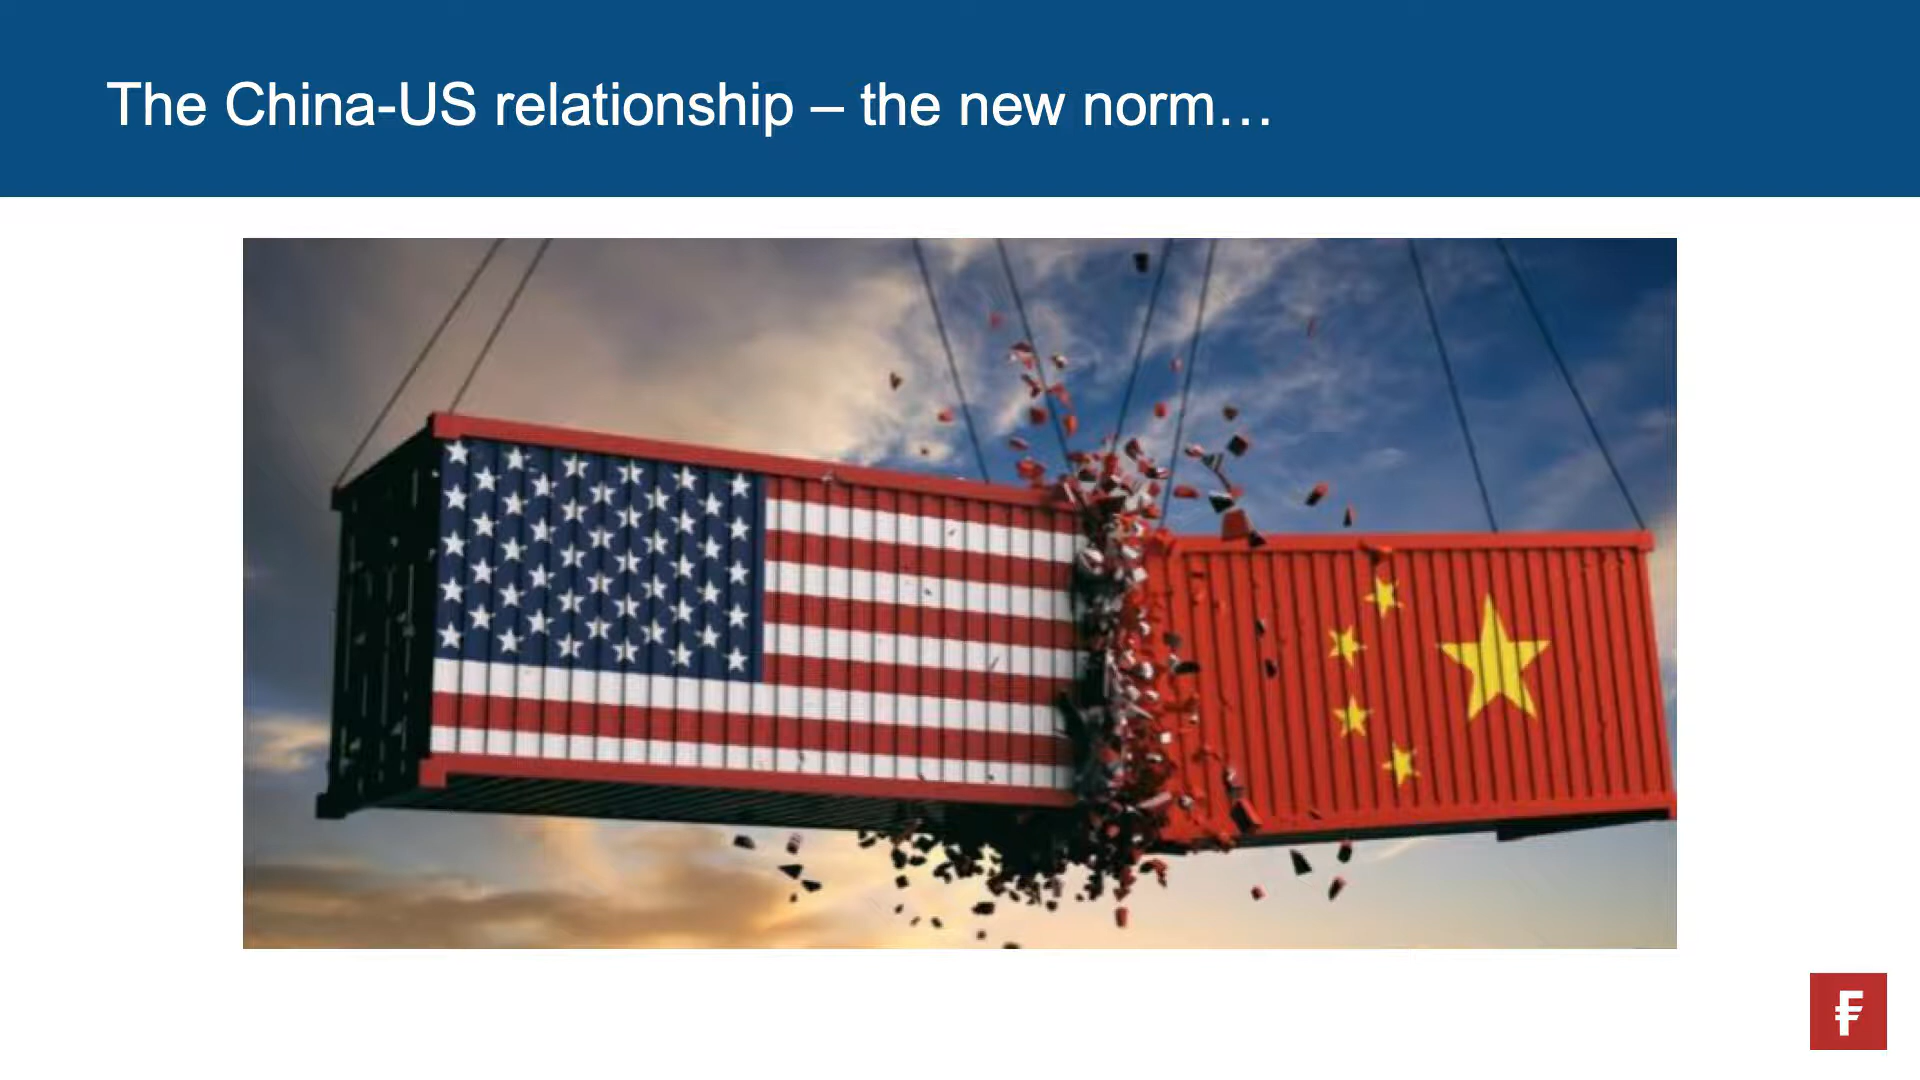 The China-US relationship – the new norm…